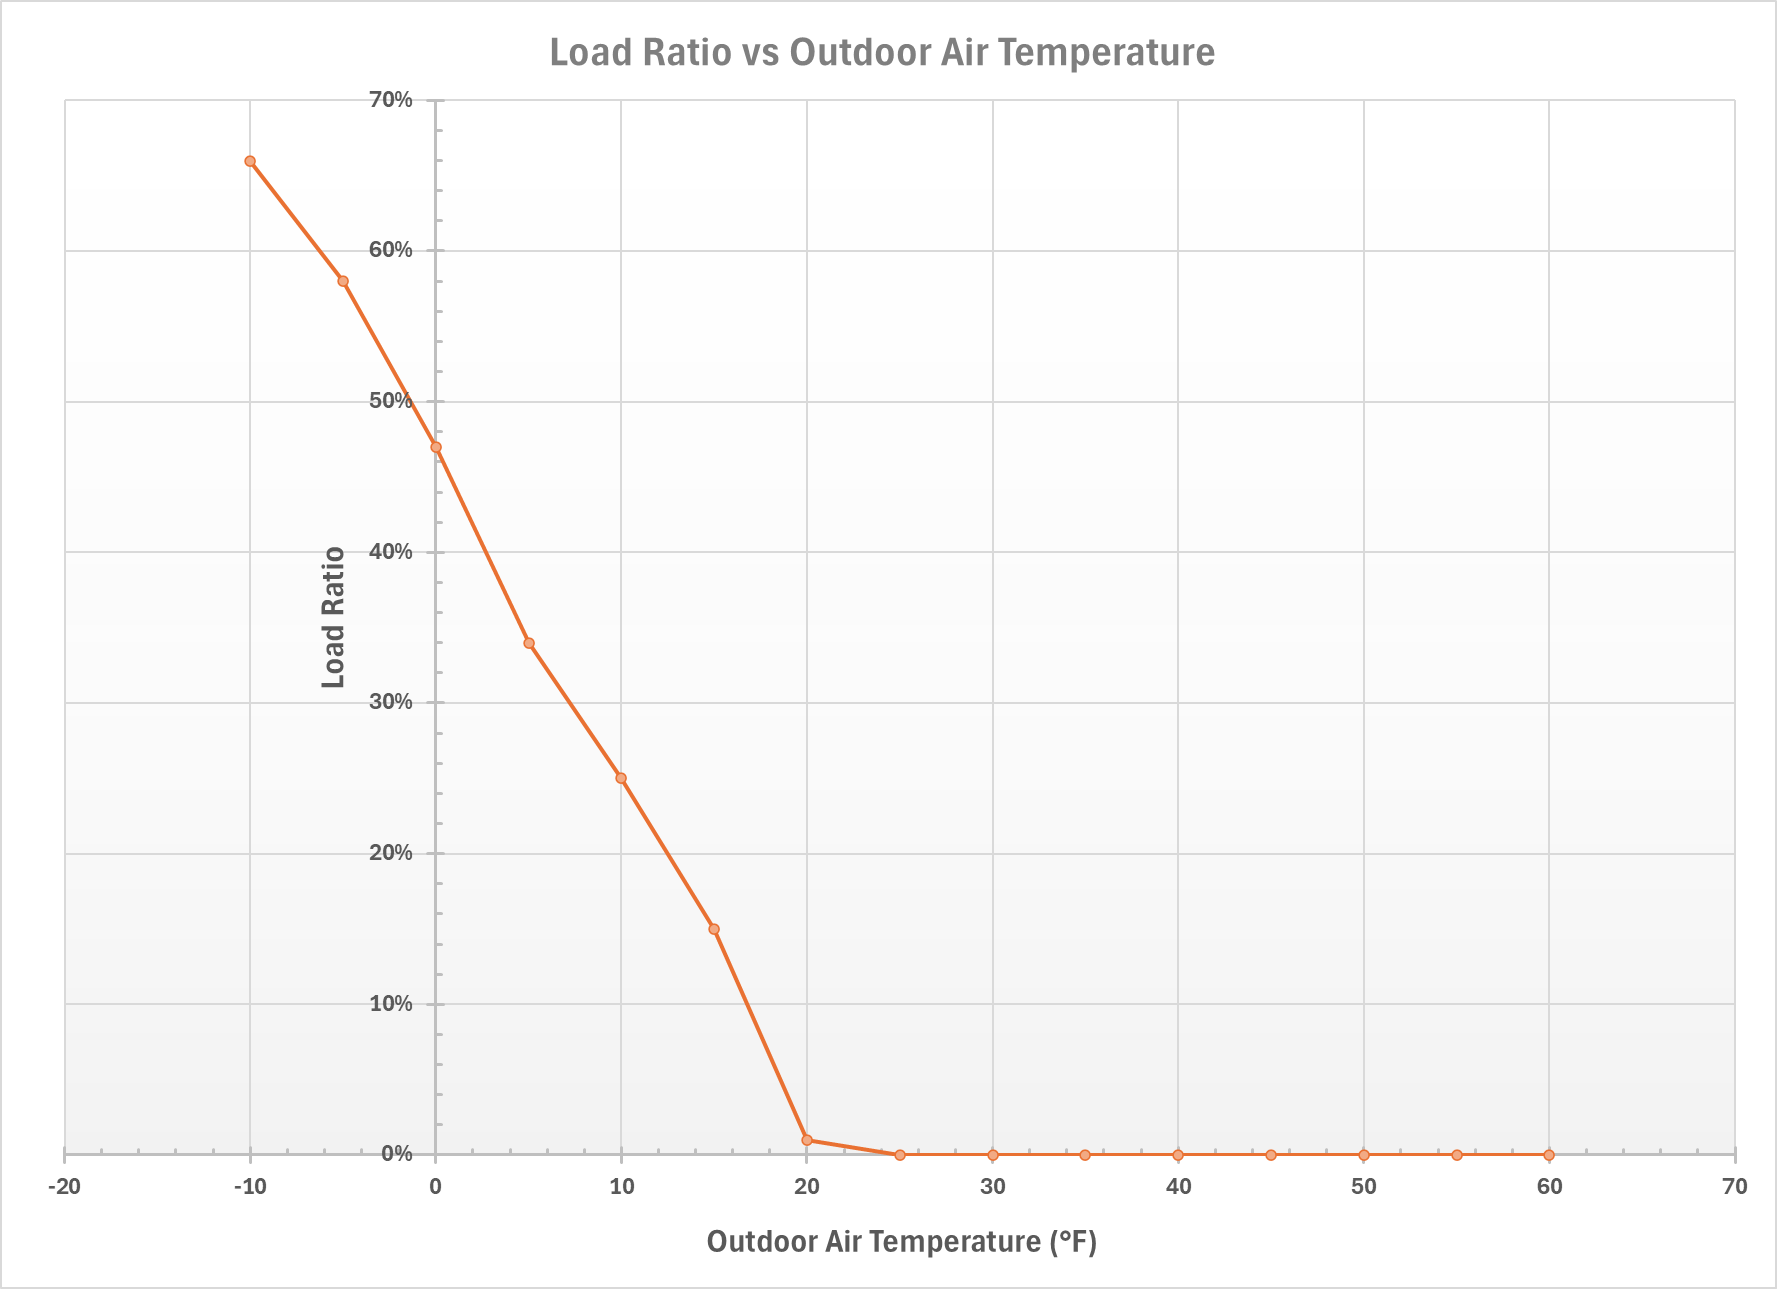 Load Ratio vs Outdoor Air Temperature
70%
60%
50%
40%
30%
20%
10%
0%
Load Ratio
-20 -10 0 10 20 30 40 50 60 70
Outdoor Air Temperature (°F)